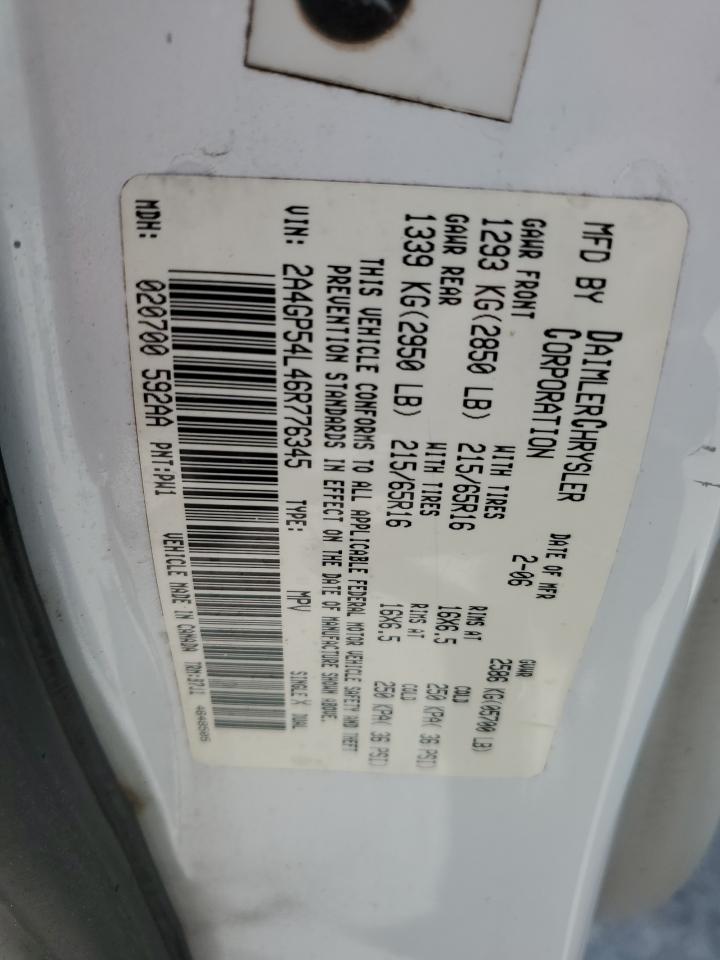 MFD BY DAIMLERCHRYSLER CORPORATION
DATE OF MFR 2-06
GVWR 2586 KG(05700 LB)
GAWR FRONT WITH TIRES RIMS AT COLD
1293 KG(2850 LB) 215/65R16 16X6.5 250 KPA( 36 PSI)
GAWR REAR WITH TIRES RIMS AT COLD
1339 KG(2950 LB) 215/65R16 16X6.5 250 KPA( 36 PSI)
THIS VEHICLE CONFORMS TO ALL APPLICABLE FEDERAL MOTOR VEHICLE SAFETY AND THEFT
PREVENTION STANDARDS IN EFFECT ON THE DATE OF MANUFACTURE SHOWN ABOVE.
VIN: 2A4GP54L46R776345 TYPE: MPV SINGLE X DUAL
MDH: 020700 592AA PNT:PW1
VEHICLE MADE IN CANADA